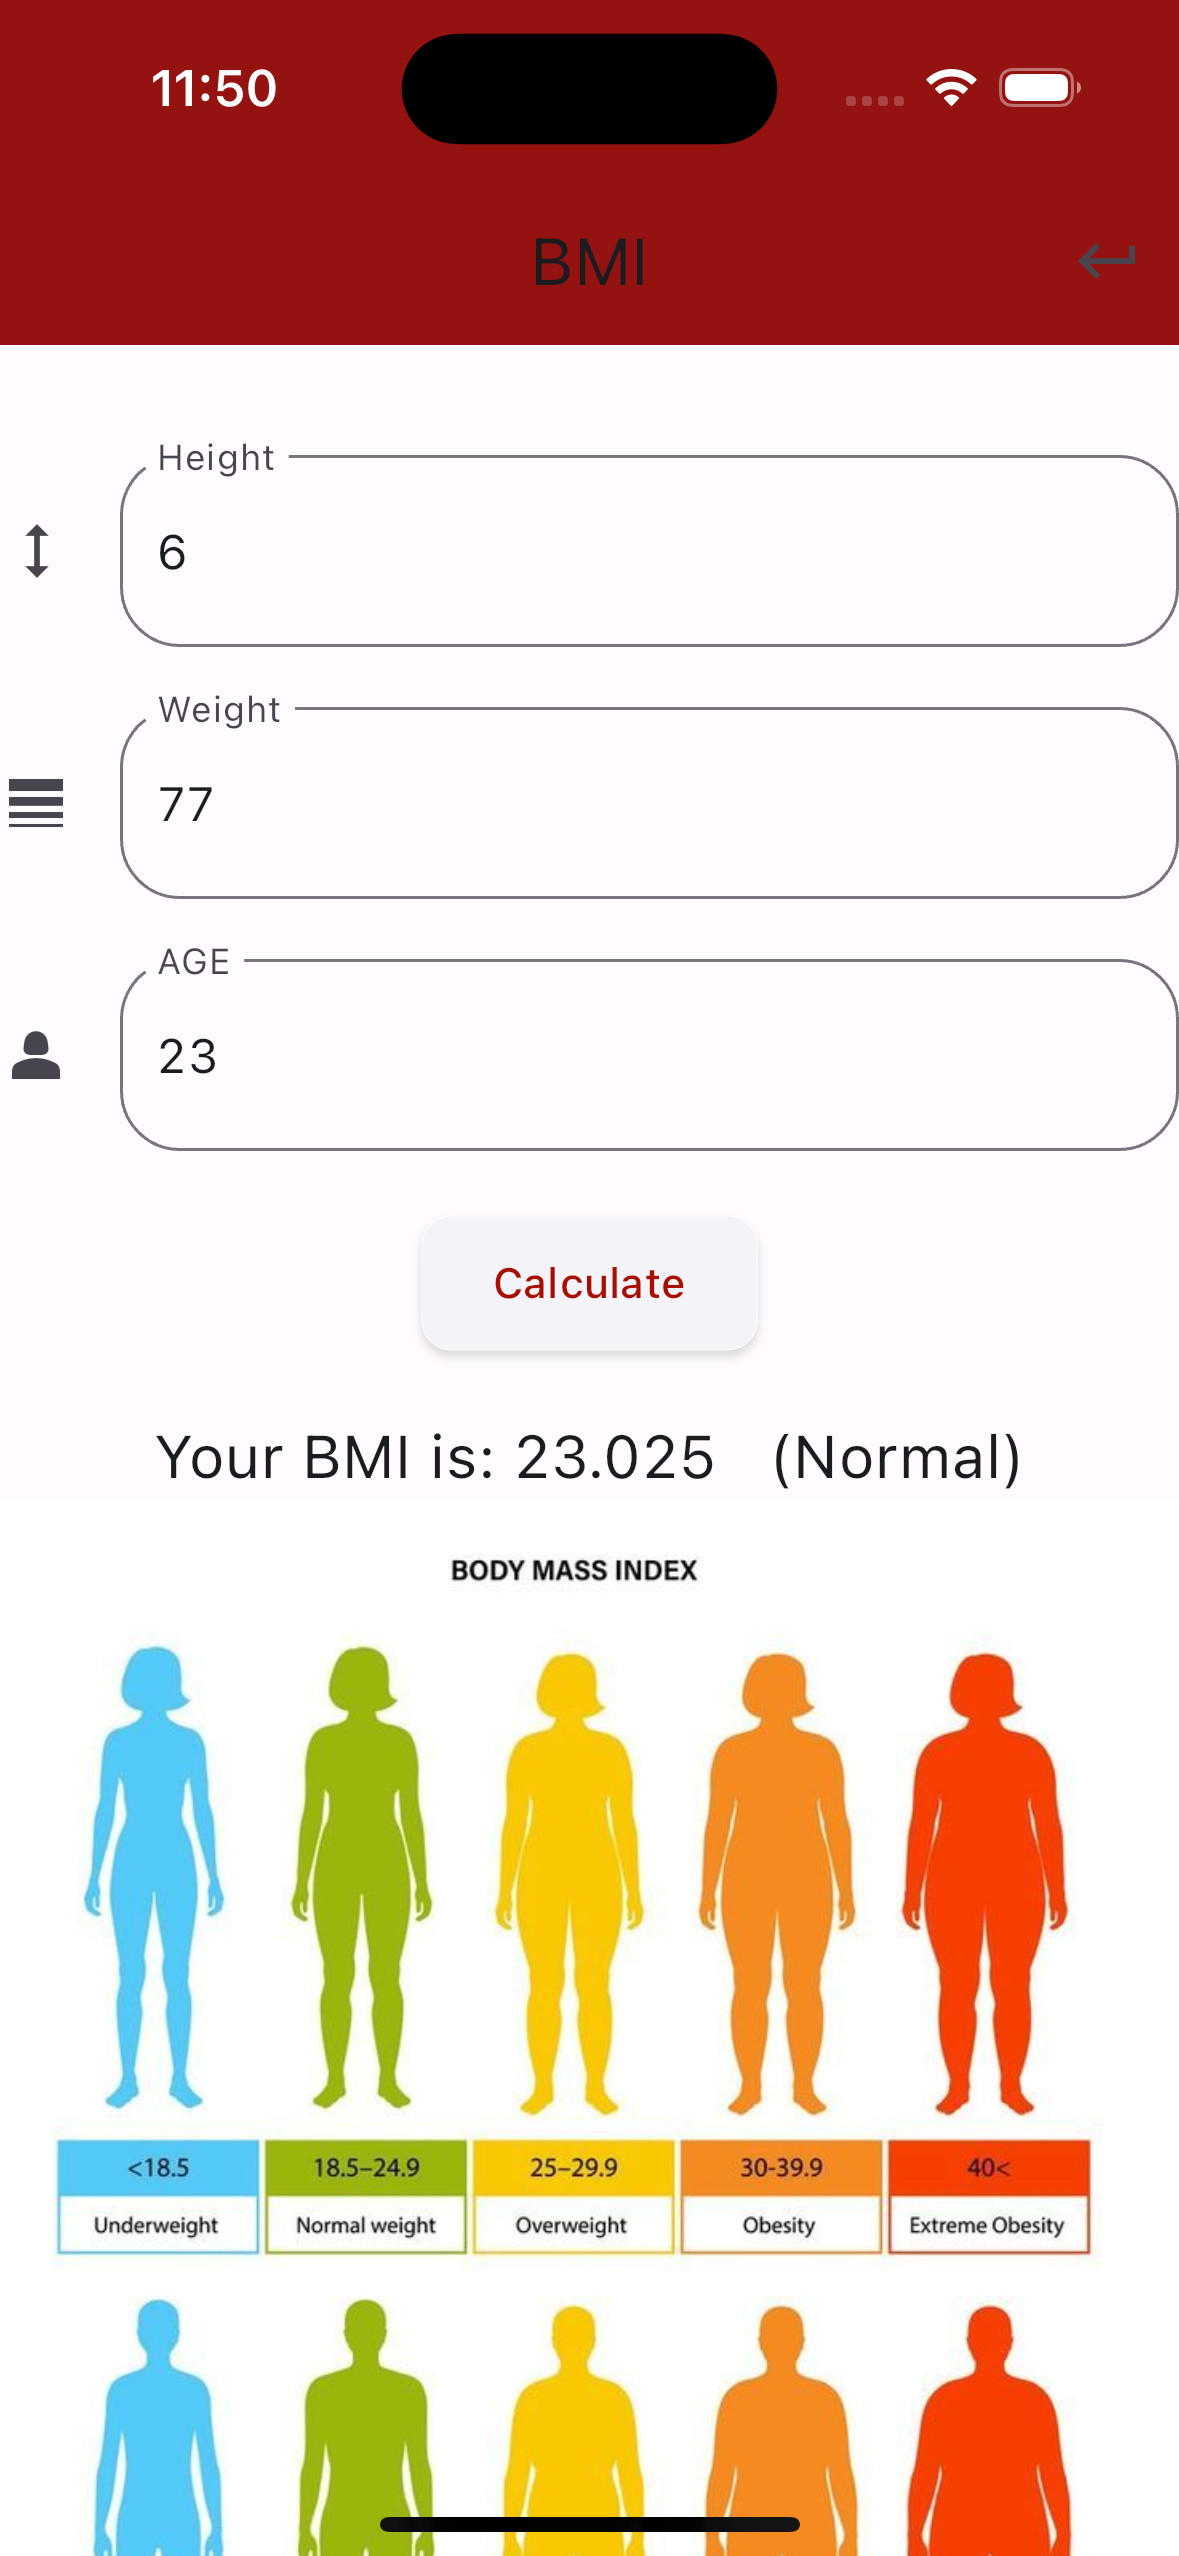 11:50
BMI
Height
6
Weight
77
AGE
23
Calculate
Your BMI is: 23.025 (Normal)
BODY MASS INDEX
<18.5 18.5–24.9 25–29.9 30-39.9 40<
Underweight Normal weight Overweight Obesity Extreme Obesity